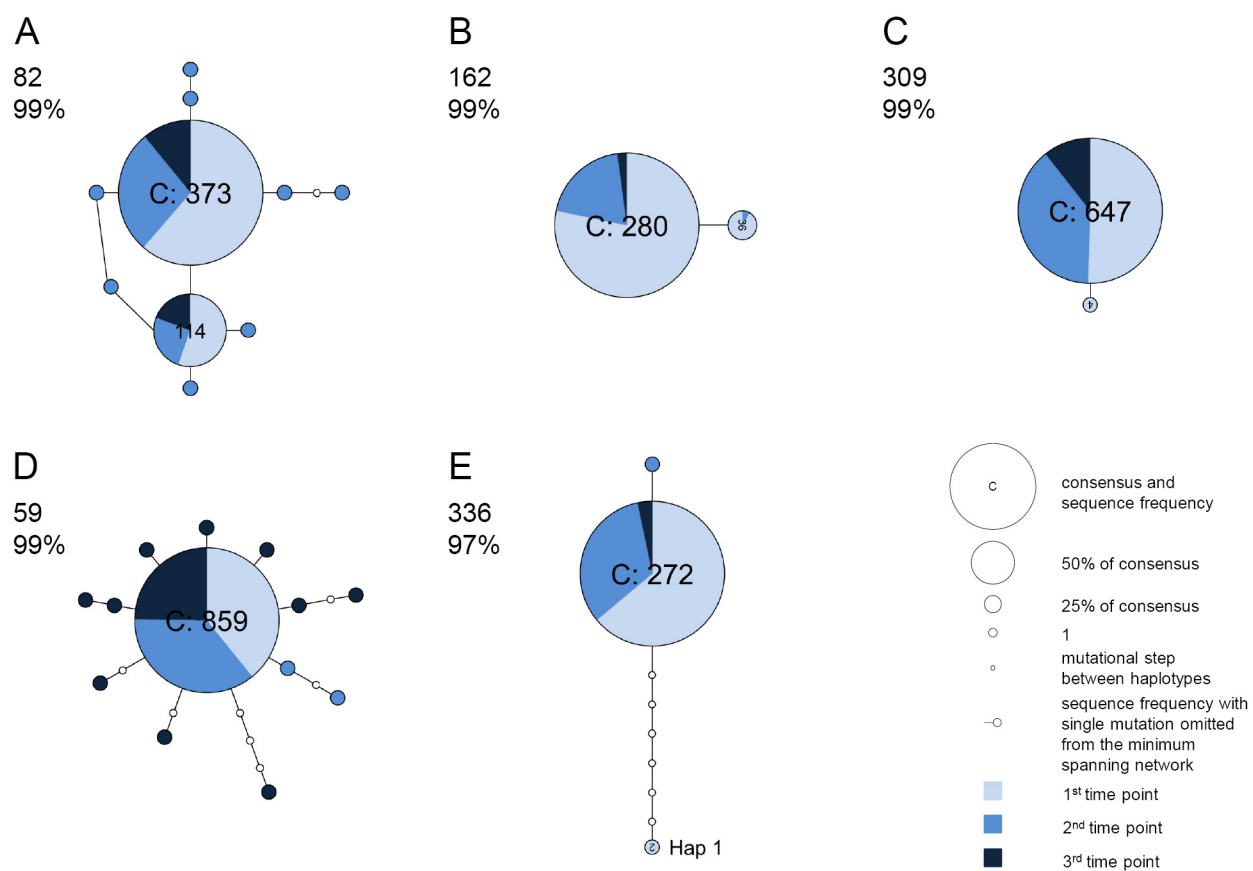 A
82
99%
C: 373
114
B
162
99%
C: 280
36
C
309
99%
C: 647
4
D
59
99%
C: 859
E
336
97%
C: 272
2
Hap 1
C
consensus and
sequence frequency
50% of consensus
25% of consensus
1
mutational step
between haplotypes
sequence frequency with
single mutation omitted
from the minimum
spanning network
1st time point
2nd time point
3rd time point